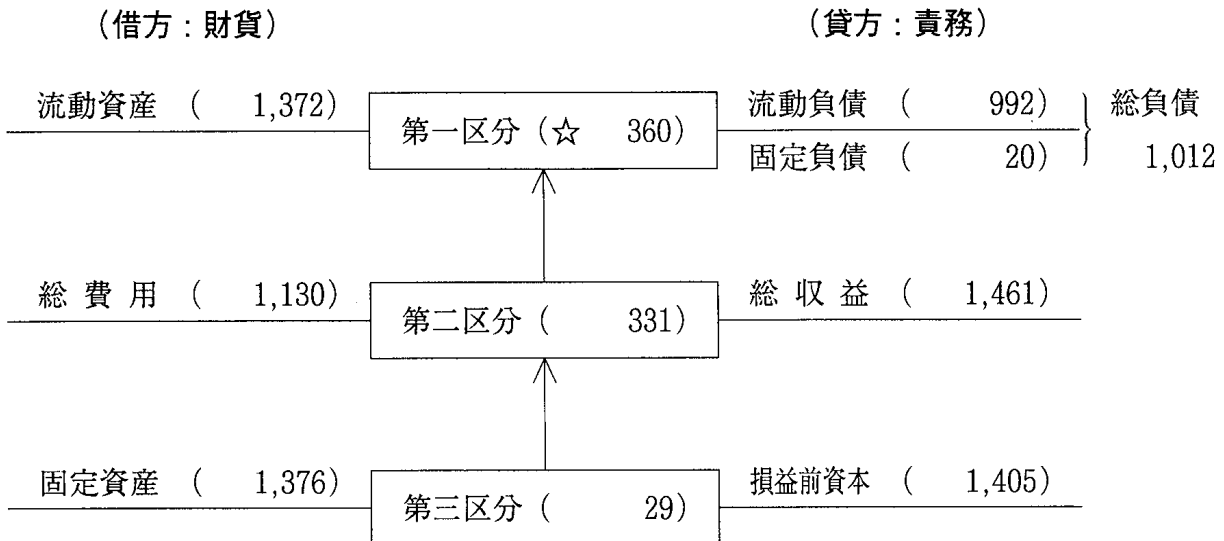 (借方:財貨) (貸方:責務)
流動資産 ( 1,372) 第一区分 (☆ 360) 流動負債 ( 992) 総負債
固定負債 ( 20) 1,012
総費用 ( 1,130) 第二区分 ( 331) 総収益 ( 1,461)
固定資産 ( 1,376) 第三区分 ( 29) 損益前資本 ( 1,405)